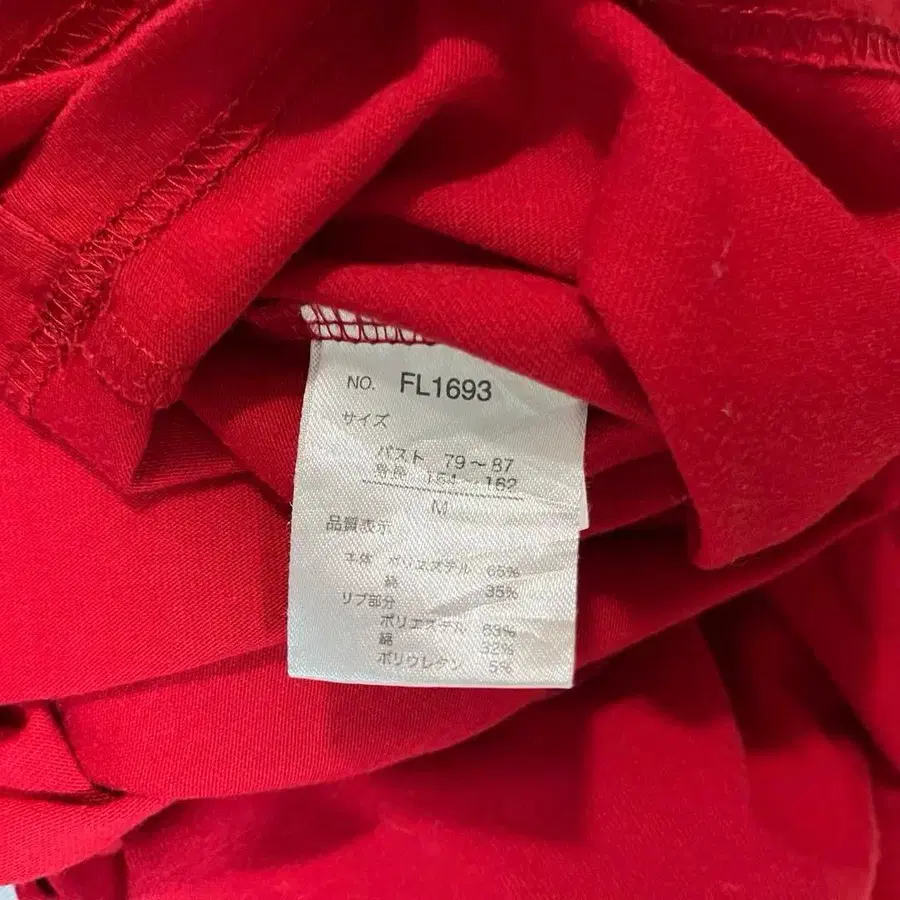 NO. FL1693
サイズ
バスト 79～87
身長 154～162
M
品質表示
本体 ポリエステル 65%
綿 35%
リブ部分
ポリエステル 63%
綿 32%
ポリウレタン 5%